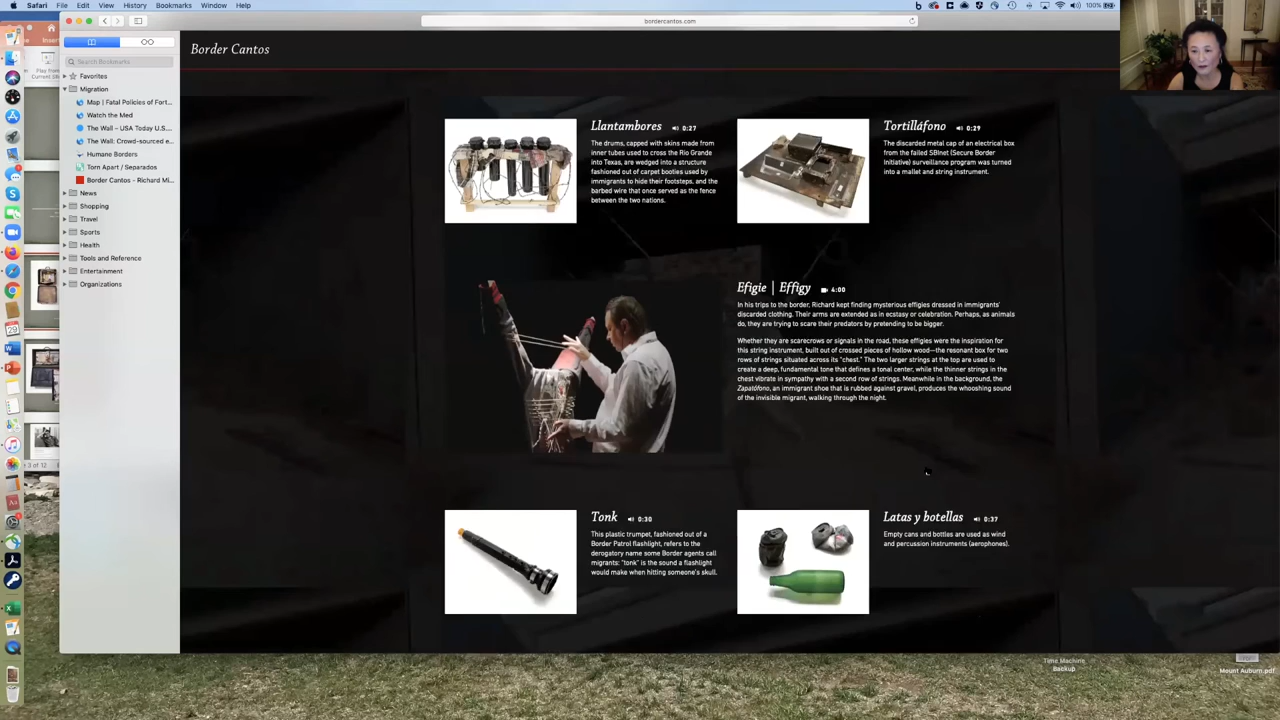 Safari File Edit View History Bookmarks Window Help 100%
bordercantos.com
Search Bookmarks
Favorites
Migration
Map | Fatal Policies of Fort...
Watch the Med
The Wall – USA Today U.S....
The Wall: Crowd-sourced e...
Humane Borders
Torn Apart / Separados
Border Cantos - Richard Mi...
News
Shopping
Travel
Sports
Health
Tools and Reference
Entertainment
Organizations
Border Cantos
Llantambores 0:27
The drums, capped with skins made from
inner tubes used to cross the Rio Grande
into Texas, are wedged into a structure
fashioned out of carpet booties used by
immigrants to hide their footsteps, and the
barbed wire that once served as the fence
between the two nations.
Tortilláfono 0:29
The discarded metal cap of an electrical box
from the failed SBInet (Secure Border
Initiative) surveillance program was turned
into a mallet and string instrument.
Efigie | Effigy 4:00
In his trips to the border, Richard kept finding mysterious effigies dressed in immigrants'
discarded clothing. Their arms are extended as in ecstasy or celebration. Perhaps, as animals
do, they are trying to scare their predators by pretending to be bigger.
Whether they are scarecrows or signals in the road, these effigies were the inspiration for
this string instrument, built out of crossed pieces of hollow wood—the resonant box for two
rows of strings situated across its "chest." The two larger strings at the top are used to
create a deep, fundamental tone that defines a tonal center, while the thinner strings in the
chest vibrate in sympathy with a second row of strings. Meanwhile in the background, the
Zapatófono, an immigrant shoe that is rubbed against gravel, produces the whooshing sound
of the invisible migrant, walking through the night.
Tonk 0:30
This plastic trumpet, fashioned out of a
Border Patrol flashlight, refers to the
derogatory name some Border agents call
migrants: "tonk" is the sound a flashlight
would make when hitting someone's skull.
Latas y botellas 0:37
Empty cans and bottles are used as wind
and percussion instruments (aerophones).
Time Machine
Backup
Mount Auburn.pdf